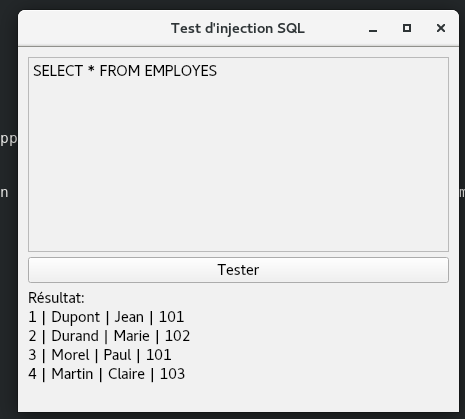 Test d'injection SQL
SELECT * FROM EMPLOYES
pp
n
Tester
Résultat:
1 | Dupont | Jean | 101
2 | Durand | Marie | 102
3 | Morel | Paul | 101
4 | Martin | Claire | 103